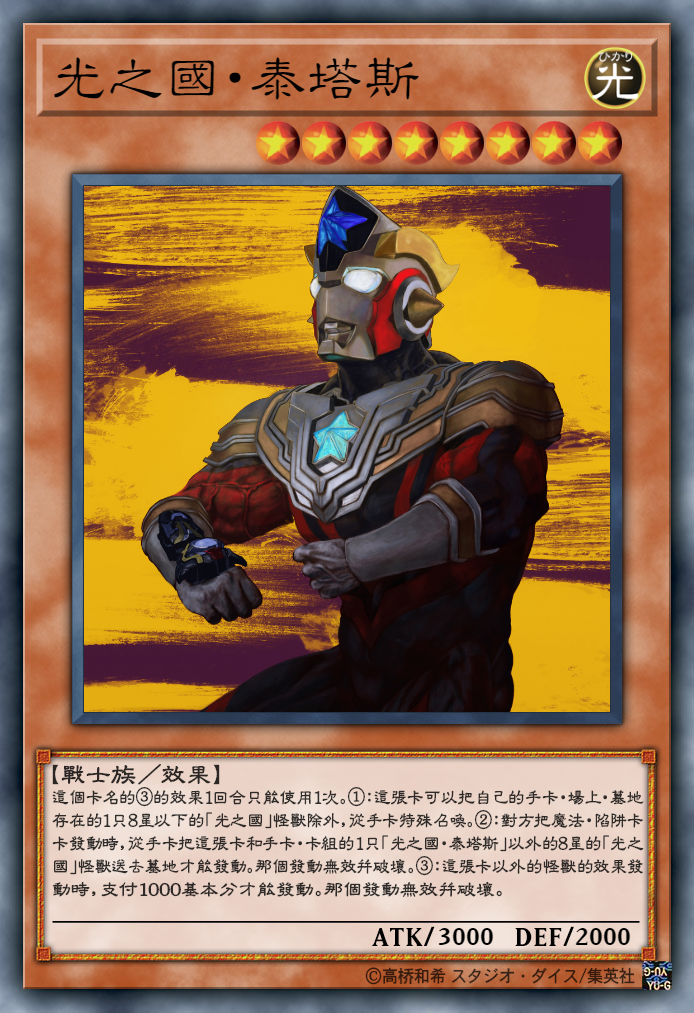 光之國・泰塔斯
ひかり
光
【戰士族／效果】
這個卡名的③的效果1回合只能使用1次。①：這張卡可以把自己的手卡・場上・墓地
存在的1只8星以下的「光之國」怪獸除外，從手卡特殊召喚。②：對方把魔法・陷阱卡
卡發動時，從手卡把這張卡和手卡・卡組的1只「光之國・泰塔斯」以外的8星的「光之
國」怪獸送去墓地才能發動。那個發動無效并破壞。③：這張卡以外的怪獸的效果發
動時，支付1000基本分才能發動。那個發動無效并破壞。
ATK/3000 DEF/2000
©高桥和希 スタジオ・ダイス/集英社
YU-G